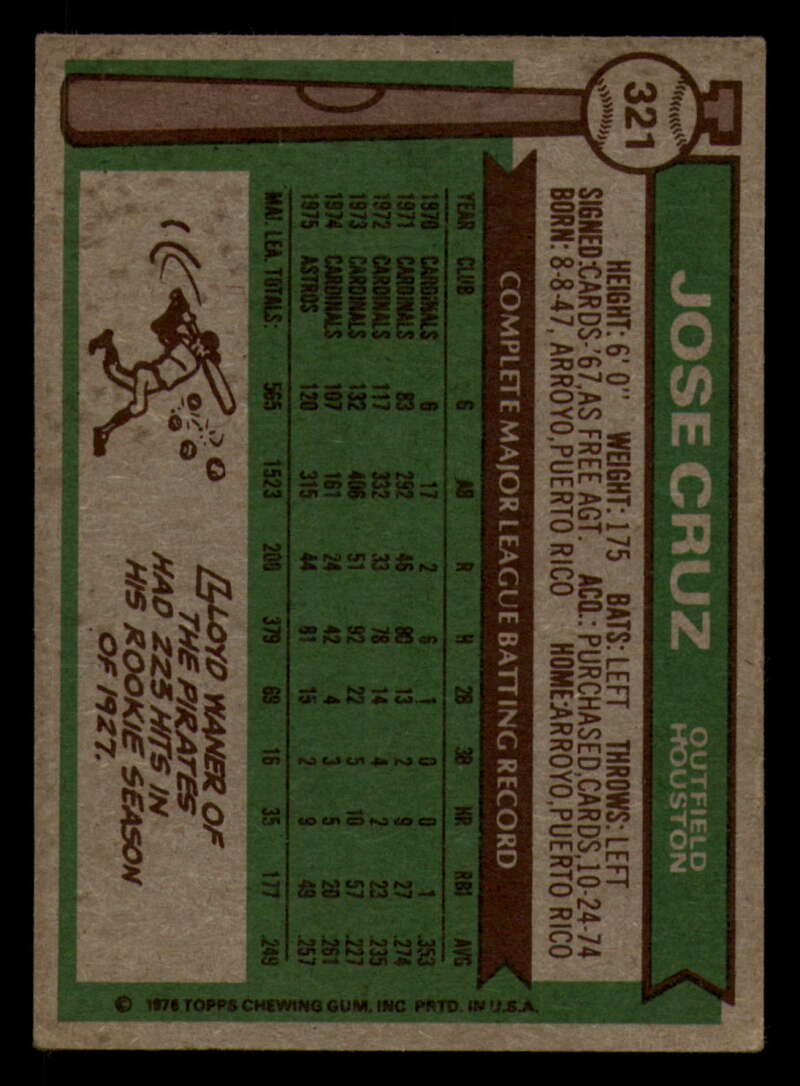 321
JOSE CRUZ
OUTFIELD
HOUSTON
HEIGHT: 6' 0" WEIGHT: 175 BATS: LEFT THROWS: LEFT
SIGNED: CARDS-'67, AS FREE AGT. ACQ.: PURCHASED, CARDS, 10-24-74
BORN: 8-8-47, ARROYO, PUERTO RICO HOME: ARROYO, PUERTO RICO
COMPLETE MAJOR LEAGUE BATTING RECORD
YEAR CLUB G AB R H 2B 3B HR RBI AVG
1970 CARDINALS 6 17 2 6 1 0 0 1 .353
1971 CARDINALS 83 292 46 80 13 2 9 27 .274
1972 CARDINALS 117 332 33 78 14 4 2 23 .235
1973 CARDINALS 132 406 51 92 22 5 10 57 .227
1974 CARDINALS 107 161 24 42 4 3 5 20 .261
1975 ASTROS 120 315 44 81 15 2 9 49 .257
MAJ. LEA. TOTALS: 565 1523 200 379 69 16 35 177 .249
LLOYD WANER OF
THE PIRATES
HAD 223 HITS IN
HIS ROOKIE SEASON
OF 1927.
© 1976 TOPPS CHEWING GUM, INC PRTD. IN U.S.A.